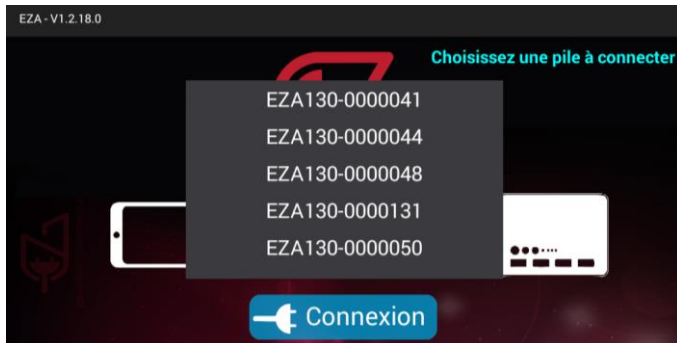 EZA - V1.2.18.0
Choisissez une pile à connecter
EZA130-0000041
EZA130-0000044
EZA130-0000048
EZA130-0000131
EZA130-0000050
Connexion